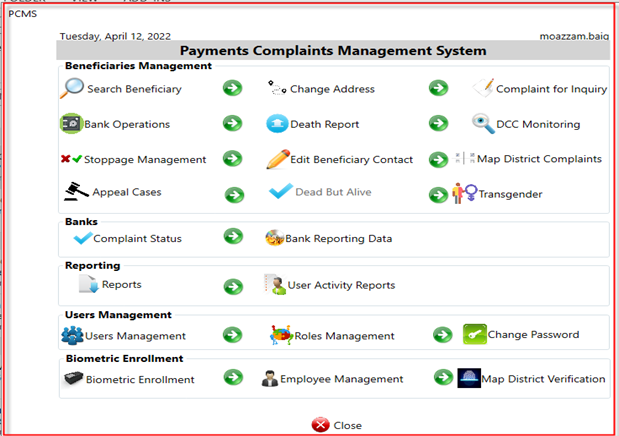 PCMS
Tuesday, April 12, 2022 moazzam.baig
Payments Complaints Management System
Beneficiaries Management
Search Beneficiary Change Address Complaint for Inquiry
Bank Operations Death Report DCC Monitoring
Stoppage Management Edit Beneficiary Contact Map District Complaints
Appeal Cases Dead But Alive Transgender
Banks
Complaint Status Bank Reporting Data
Reporting
Reports User Activity Reports
Users Management
Users Management Roles Management Change Password
Biometric Enrollment
Biometric Enrollment Employee Management Map District Verification
Close